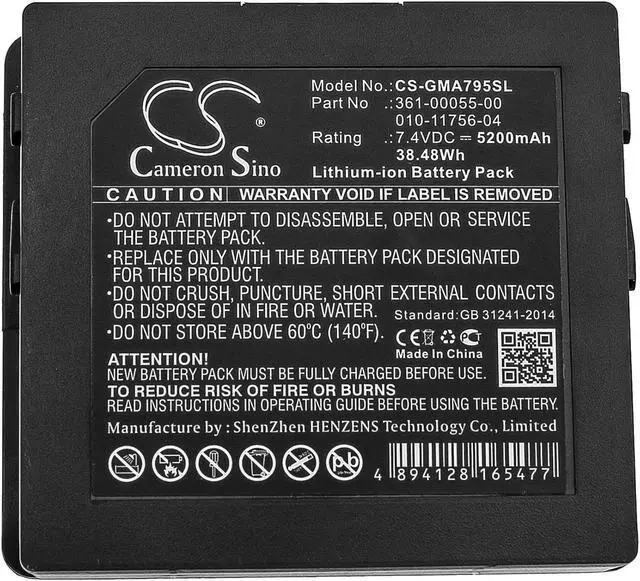 CS
®
Cameron Sino
Model No.:CS-GMA795SL
Part No .:361-00055-00
010-11756-04
Rating .:7.4VDC⎓5200mAh
38.48Wh
Lithium-ion Battery Pack
CAUTION WARRANTY VOID IF LABEL IS REMOVED
•DO NOT ATTEMPT TO DISASSEMBLE, OPEN OR SERVICE
THE BATTERY PACK.
•REPLACE ONLY WITH THE BATTERY PACK DESIGNATED
FOR THIS PRODUCT.
•DO NOT CRUSH, PUNCTURE, SHORT EXTERNAL CONTACTS
OR DISPOSE OF IN FIRE OR WATER. Standard:GB 31241-2014
•DO NOT STORE ABOVE 60°C (140°F).
CE
Made In China
ATTENTION!
NEW BATTERY PACK MUST BE FULLY CHARGED BEFORE USE.
TO REDUCE RISK OF FIRE OR BURNS
READ INSTRUCTIONS IN OPERATING GUIDE BEFORE USING THE BATTERY.
Manufacture by : ShenZhen HENZENS Technology Co., Limited
pb
4 894128 165477